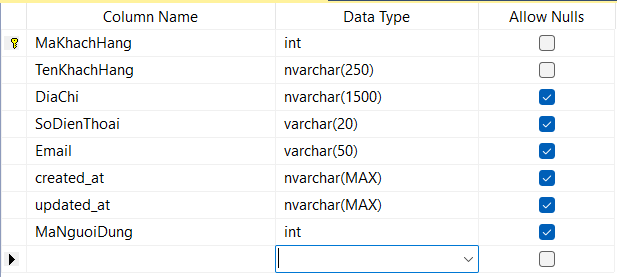 Column Name Data Type Allow Nulls
MaKhachHang int
TenKhachHang nvarchar(250)
DiaChi nvarchar(1500)
SoDienThoai varchar(20)
Email varchar(50)
created_at nvarchar(MAX)
updated_at nvarchar(MAX)
MaNguoiDung int